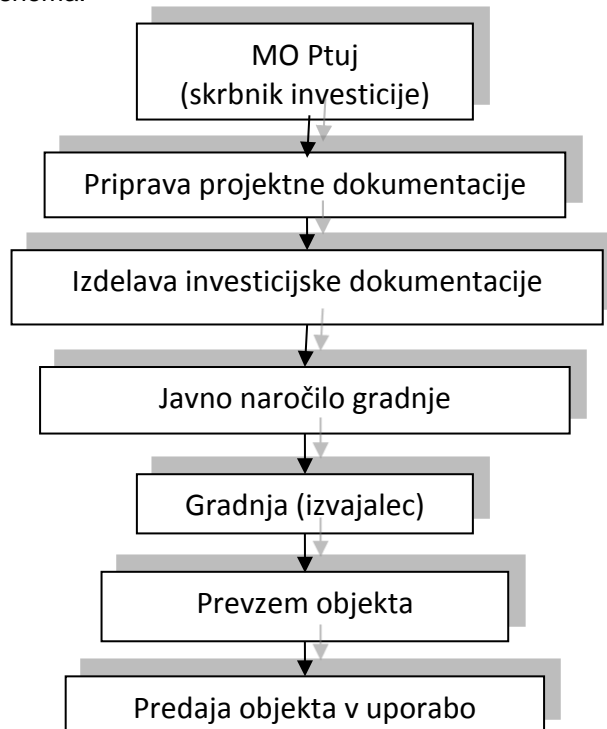 MO Ptuj
(skrbnik investicije)
Priprava projektne dokumentacije
Izdelava investicijske dokumentacije
Javno naročilo gradnje
Gradnja (izvajalec)
Prevzem objekta
Predaja objekta v uporabo